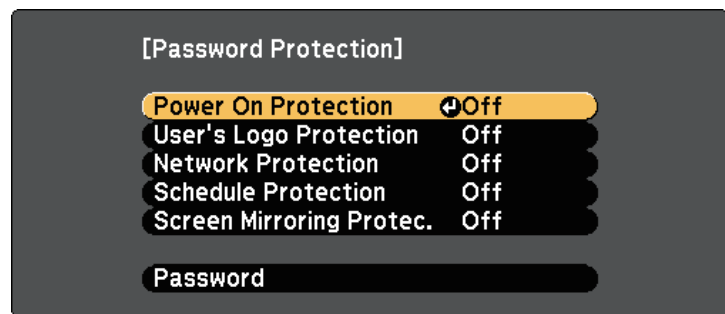 [Password Protection]
Power On Protection Off
User's Logo Protection Off
Network Protection Off
Schedule Protection Off
Screen Mirroring Protec. Off
Password